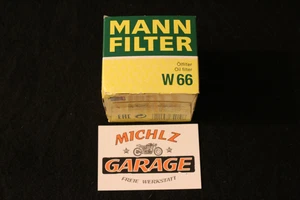 MANN
FILTER
Ölfilter
Oil filter
W 66
MICHLZ
GARAGE
FREIE WERKSTATT